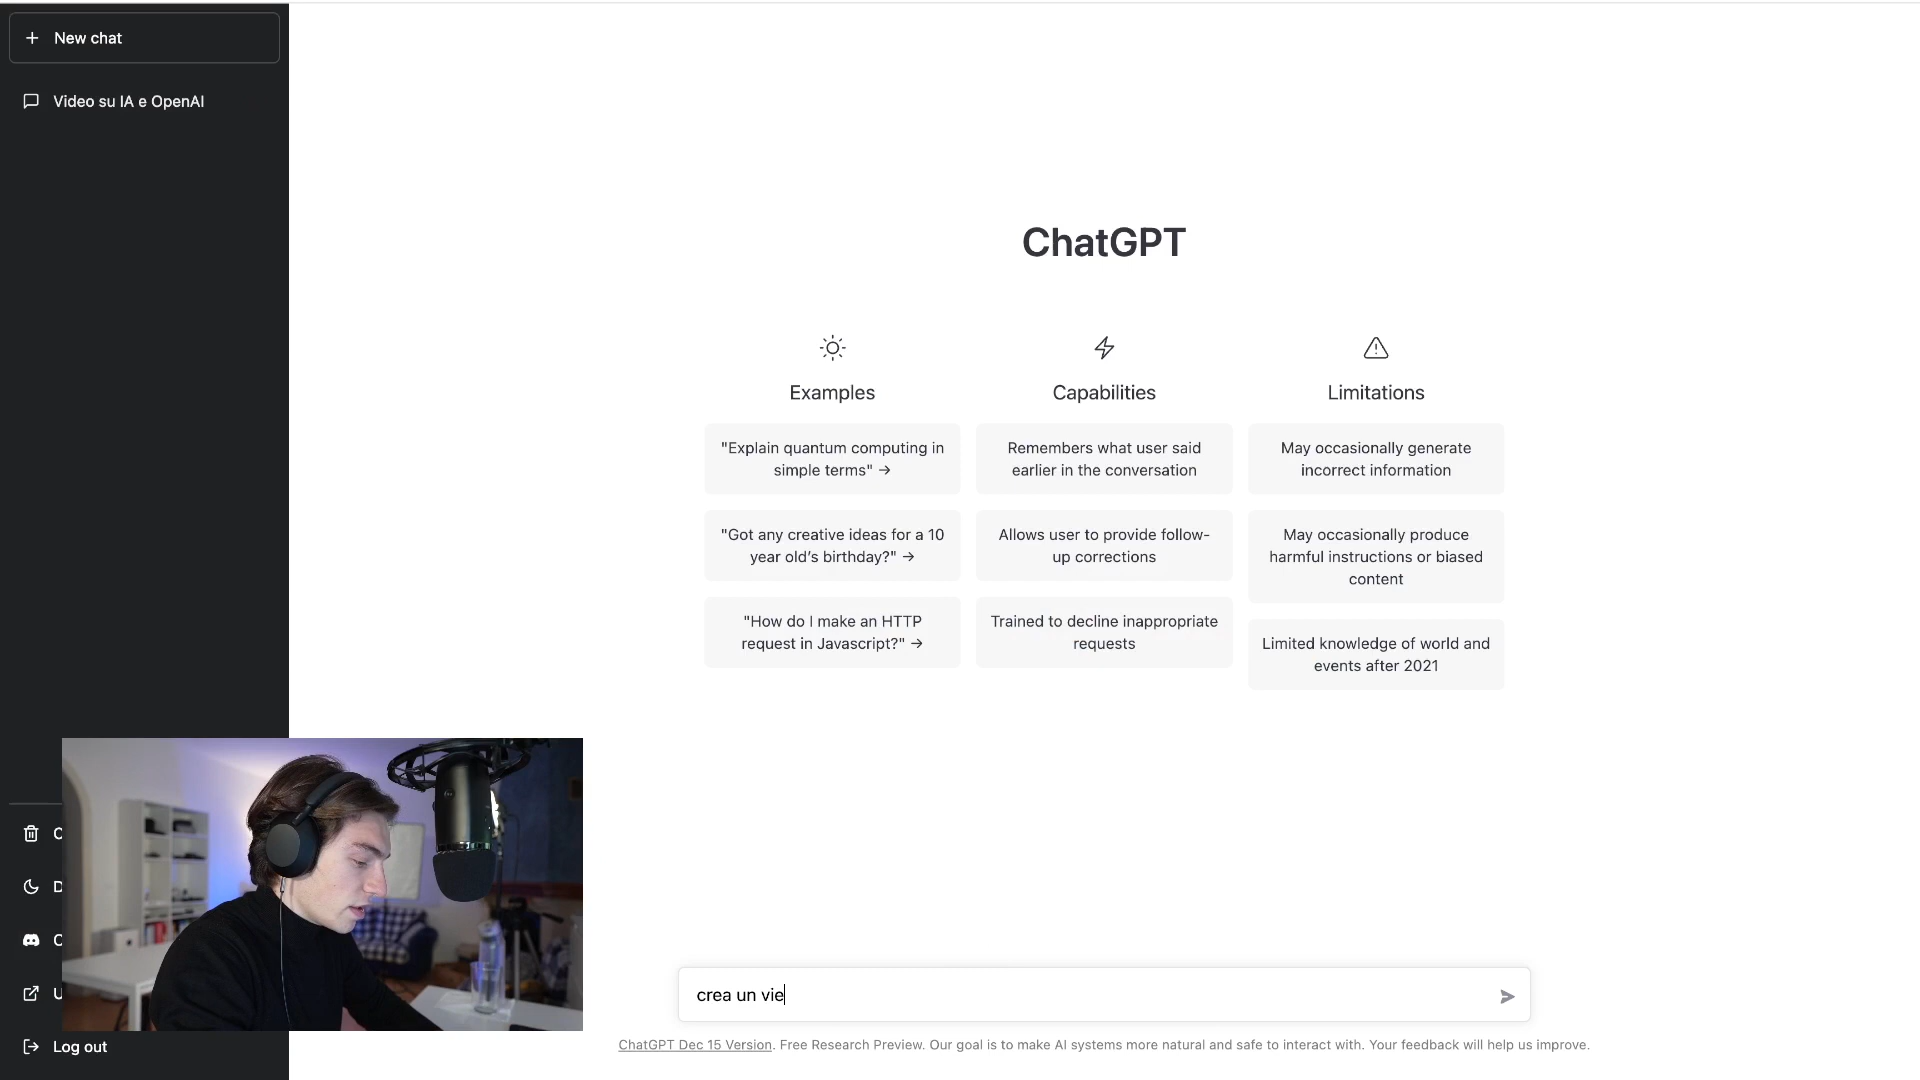 New chat
Video su IA e OpenAI
ChatGPT
Examples
"Explain quantum computing in
simple terms" →
"Got any creative ideas for a 10
year old's birthday?" →
"How do I make an HTTP
request in Javascript?" →
Capabilities
Remembers what user said
earlier in the conversation
Allows user to provide follow-
up corrections
Trained to decline inappropriate
requests
Limitations
May occasionally generate
incorrect information
May occasionally produce
harmful instructions or biased
content
Limited knowledge of world and
events after 2021
Log out
crea un vie
ChatGPT Dec 15 Version. Free Research Preview. Our goal is to make AI systems more natural and safe to interact with. Your feedback will help us improve.